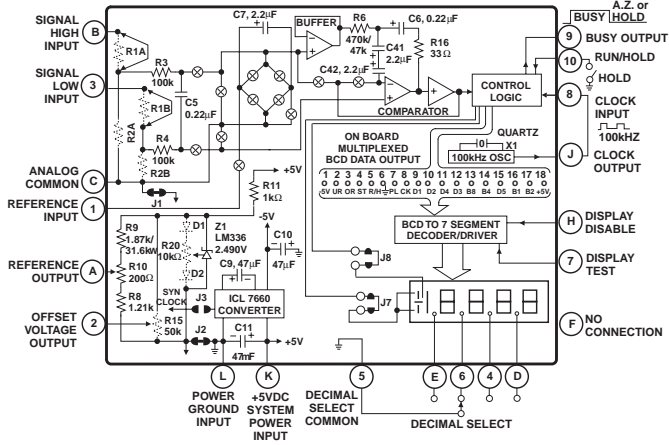 SIGNAL
HIGH
INPUT
B
SIGNAL
LOW
INPUT
3
ANALOG
COMMON
C
REFERENCE
INPUT
1
REFERENCE
OUTPUT
A
OFFSET
VOLTAGE
OUTPUT
2
R1A
R2A
R3
100k
R1B
C5
0.22µF
R4
100k
R2B
J1
C7, 2.2µF
BUFFER
R6
470k/
47k
C6, 0.22µF
C41
2.2µF
R16
33Ω
C42, 2.2µF
COMPARATOR
CONTROL
LOGIC
ON BOARD
MULTIPLEXED
BCD DATA OUTPUT
QUARTZ
X1
100kHz OSC
1 2 3 4 5 6 7 8 9 10 11 12 13 14 15 16 17 18
-5V UR OR ST R/H PL CK D1 D2 D4 D3 B8 B4 D5 B1 B2 +5V
+5V
R11
1kΩ
-5V
C10
47µF
R9
1.87k/
31.6kw
R10
200Ω
R8
1.21k
D1
R20
10kΩ
D2
Z1
LM336
2.490V
C9, 47µF
SYN
CLOCK
J3
ICL 7660
CONVERTER
R15
50k
J2
C11
47mF
+5V
BCD TO 7 SEGMENT
DECODER/DRIVER
J8
J7
A.Z. or
BUSY HOLD
9
BUSY OUTPUT
10
RUN/HOLD
HOLD
8
CLOCK
INPUT
100kHZ
J
CLOCK
OUTPUT
H
DISPLAY
DISABLE
7
DISPLAY
TEST
F
NO
CONNECTION
L
POWER
GROUND
INPUT
K
+5VDC
SYSTEM
POWER
INPUT
5
DECIMAL
SELECT
COMMON
E
6
4
D
DECIMAL SELECT